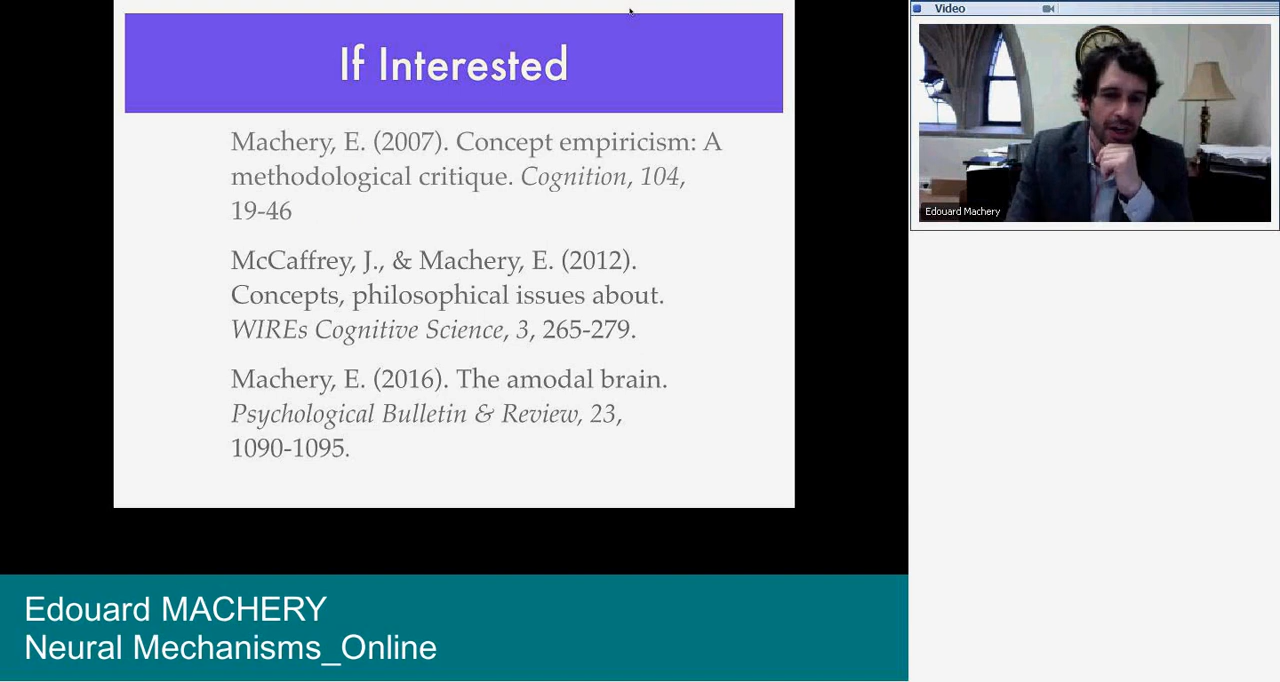 If Interested
Machery, E. (2007). Concept empiricism: A
methodological critique. Cognition, 104,
19-46
McCaffrey, J., & Machery, E. (2012).
Concepts, philosophical issues about.
WIREs Cognitive Science, 3, 265-279.
Machery, E. (2016). The amodal brain.
Psychological Bulletin & Review, 23,
1090-1095.
Edouard MACHERY
Neural Mechanisms_Online
Video
Edouard Machery